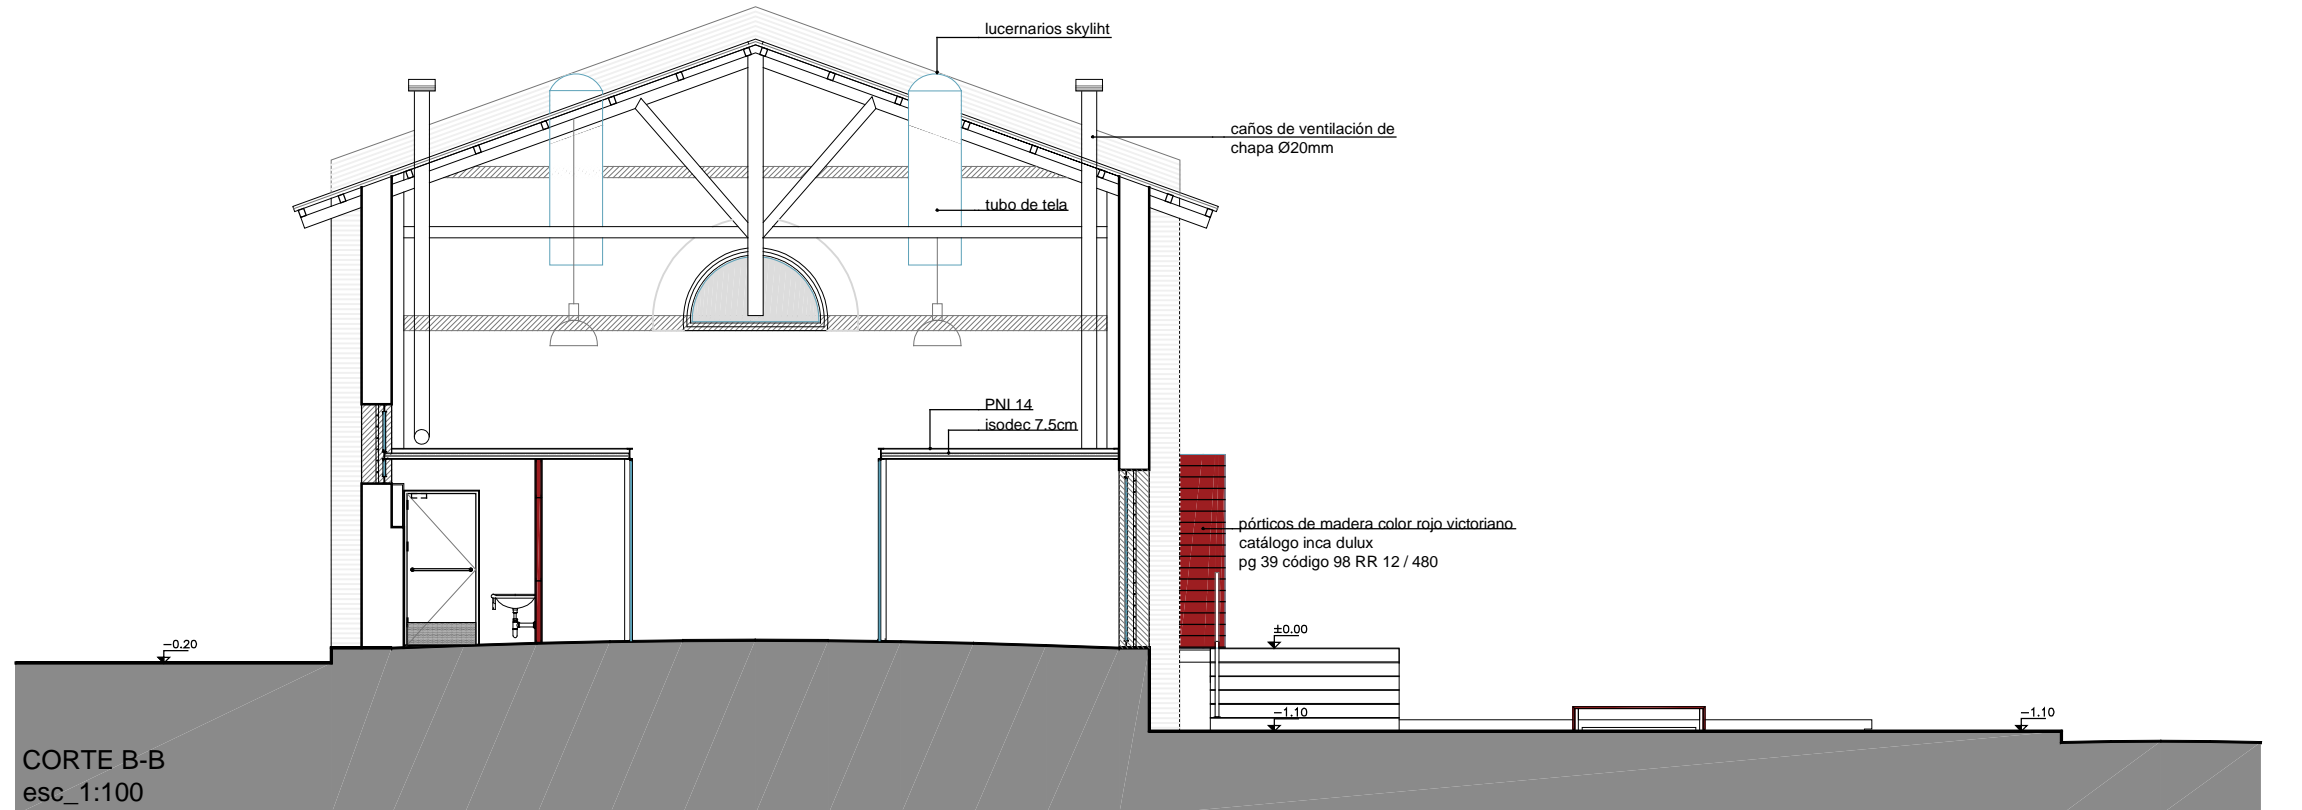 lucernarios skyliht
caños de ventilación de
chapa Ø20mm
tubo de tela
PNI 14
isodec 7.5cm
pórticos de madera color rojo victoriano
catálogo inca dulux
pg 39 código 98 RR 12 / 480
±0.00
-0.20
-1.10
-1.10
CORTE B-B
esc_1:100